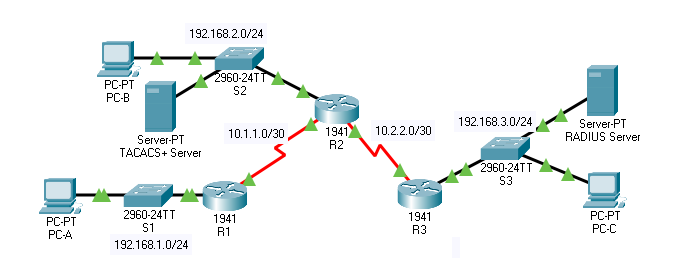 192.168.2.0/24
PC-PT
PC-B
2960-24TT
S2
Server-PT
TACACS+ Server
10.1.1.0/30
1941
R2
10.2.2.0/30
192.168.3.0/24
Server-PT
RADIUS Server
2960-24TT
S3
PC-PT
PC-C
1941
R3
PC-PT
PC-A
2960-24TT
S1
192.168.1.0/24
1941
R1